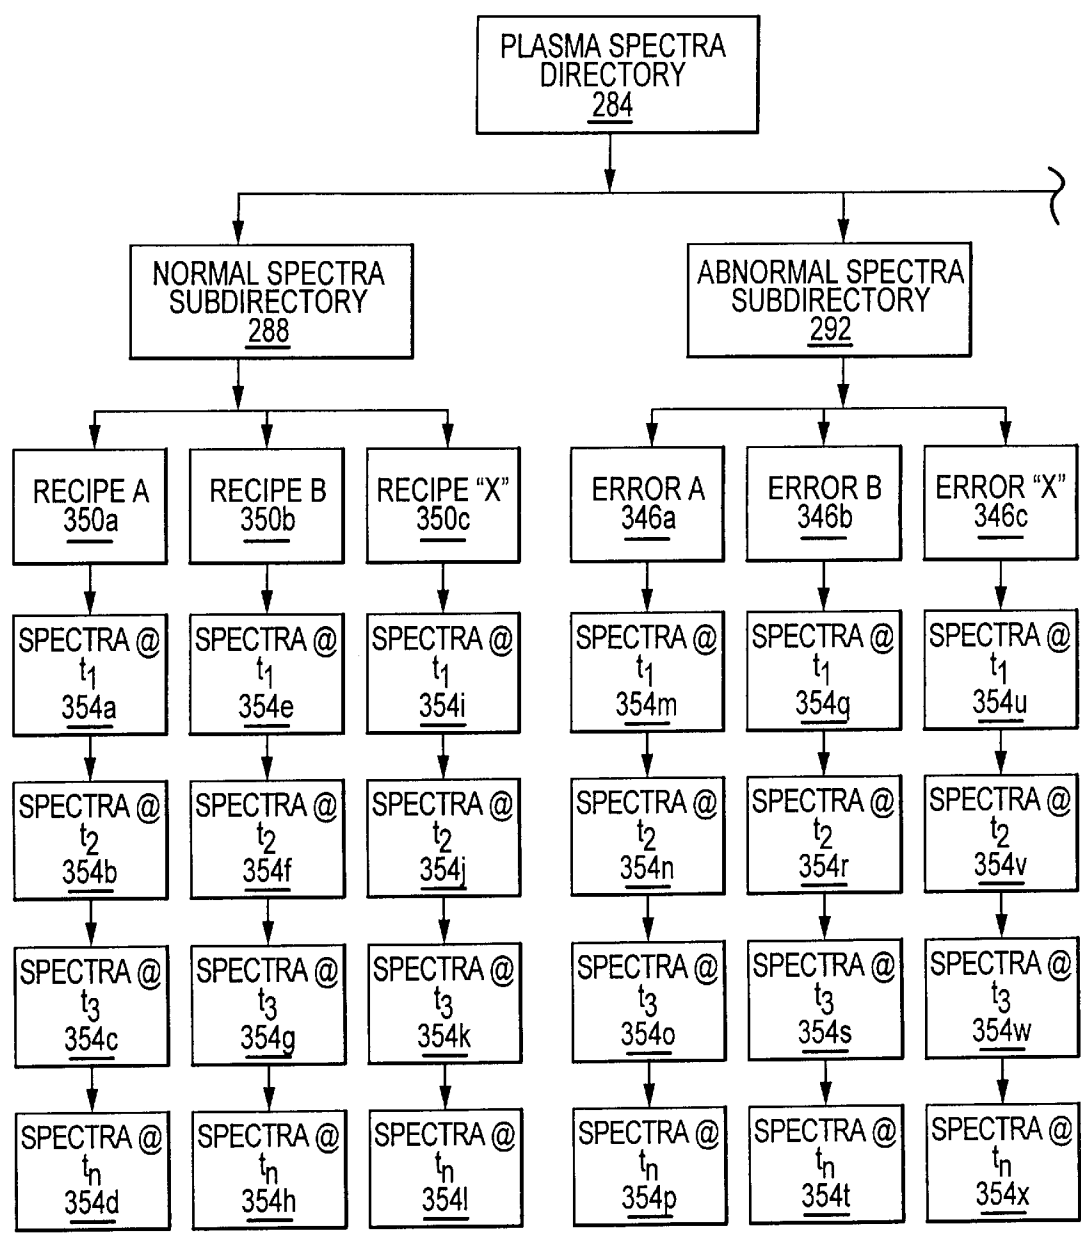 PLASMA SPECTRA
DIRECTORY
284
NORMAL SPECTRA
SUBDIRECTORY
288
ABNORMAL SPECTRA
SUBDIRECTORY
292
RECIPE A
350a
RECIPE B
350b
RECIPE "X"
350c
ERROR A
346a
ERROR B
346b
ERROR "X"
346c
SPECTRA @
t1
354a
SPECTRA @
t1
354e
SPECTRA @
t1
354i
SPECTRA @
t1
354m
SPECTRA @
t1
354q
SPECTRA @
t1
354u
SPECTRA @
t2
354b
SPECTRA @
t2
354f
SPECTRA @
t2
354j
SPECTRA @
t2
354n
SPECTRA @
t2
354r
SPECTRA @
t2
354v
SPECTRA @
t3
354c
SPECTRA @
t3
354g
SPECTRA @
t3
354k
SPECTRA @
t3
354o
SPECTRA @
t3
354s
SPECTRA @
t3
354w
SPECTRA @
tn
354d
SPECTRA @
tn
354h
SPECTRA @
tn
354l
SPECTRA @
tn
354p
SPECTRA @
tn
354t
SPECTRA @
tn
354x